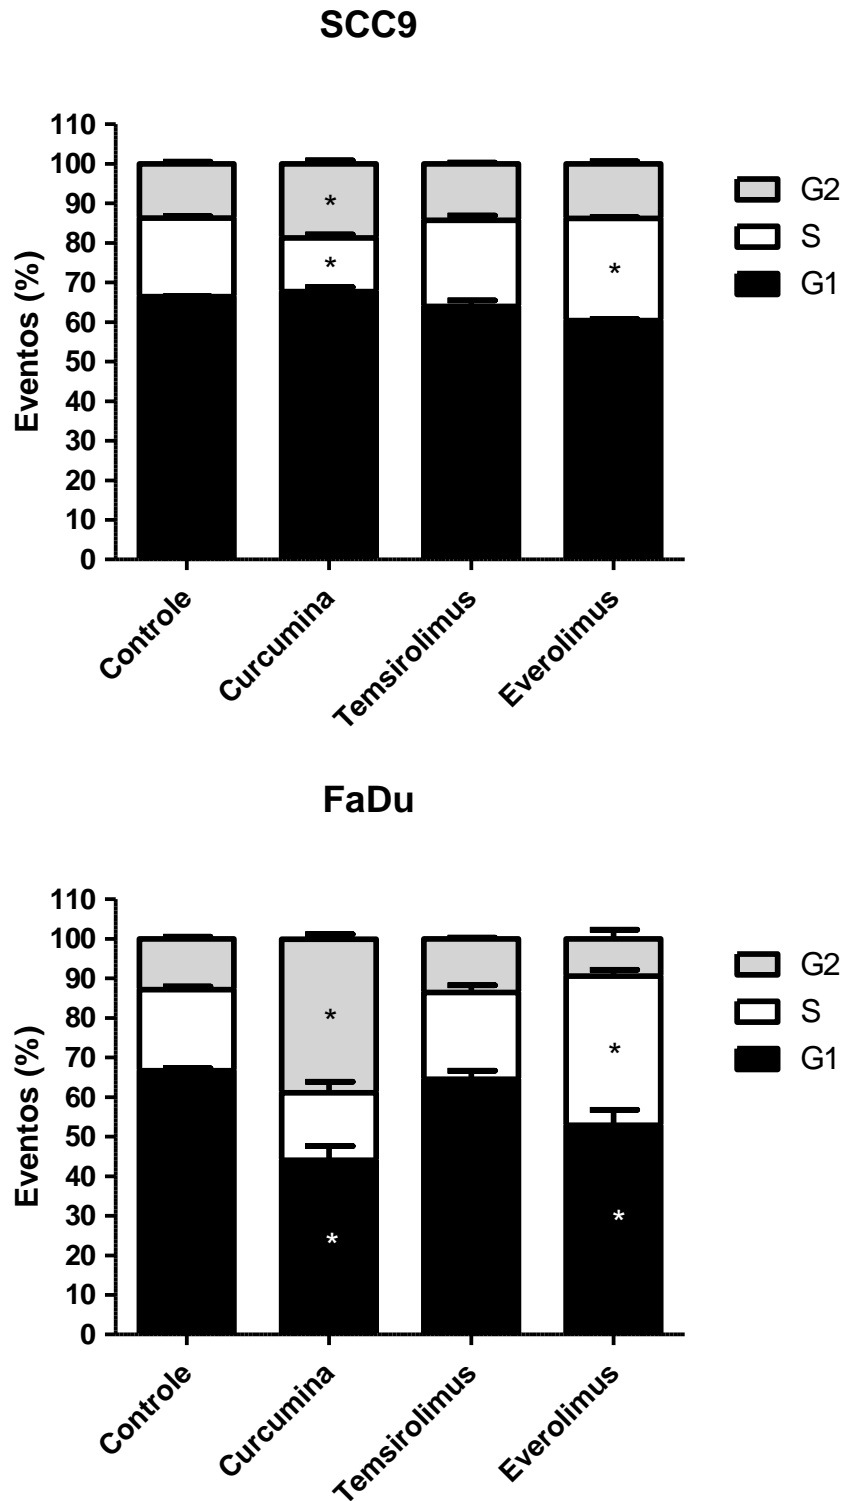 SCC9
110
100
90
80
70
60
50
40
30
20
10
0
Eventos (%)
*
*
*
G2
S
G1
Controle
Curcumina
Temsirolimus
Everolimus
FaDu
110
100
90
80
70
60
50
40
30
20
10
0
Eventos (%)
*
*
*
*
G2
S
G1
Controle
Curcumina
Temsirolimus
Everolimus